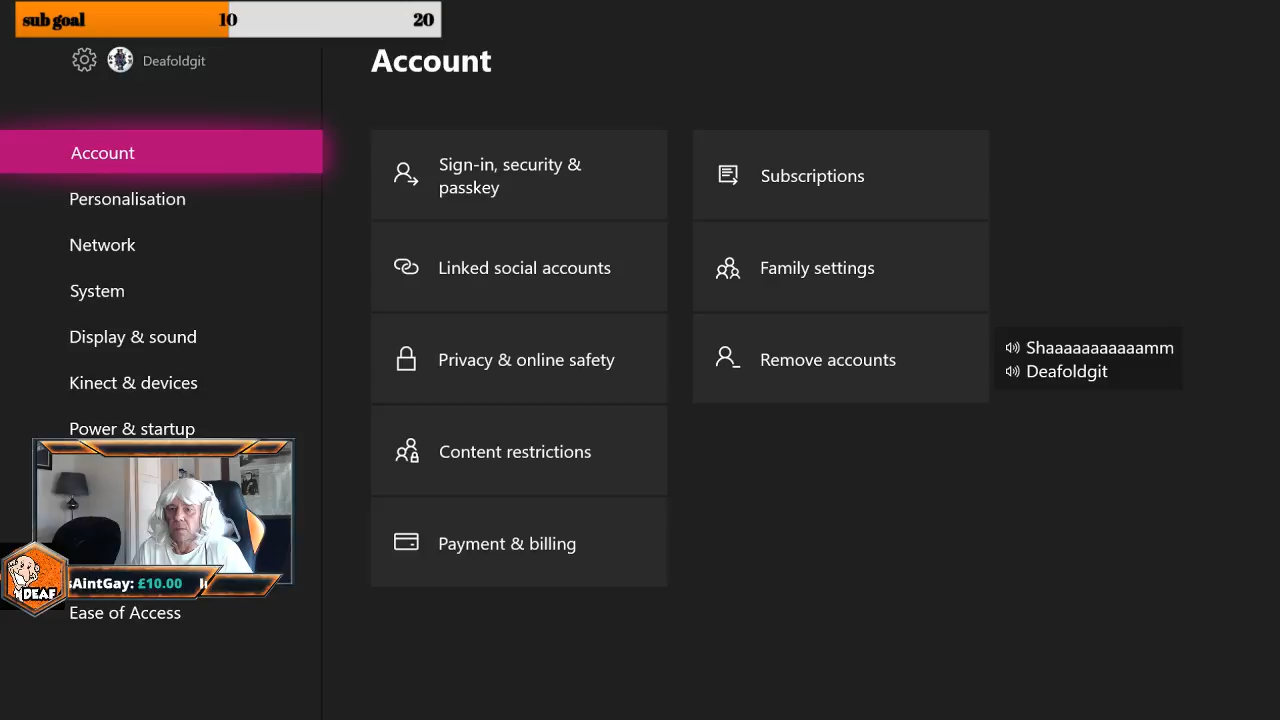 sub goal 10 20
Deafoldgit
Account
Account
Personalisation
Network
System
Display & sound
Kinect & devices
Power & startup
Ease of Access
Sign-in, security &
passkey
Linked social accounts
Privacy & online safety
Content restrictions
Payment & billing
Subscriptions
Family settings
Remove accounts
Shaaaaaaaaaaamm
Deafoldgit
DEAF
sAintGay: £10.00